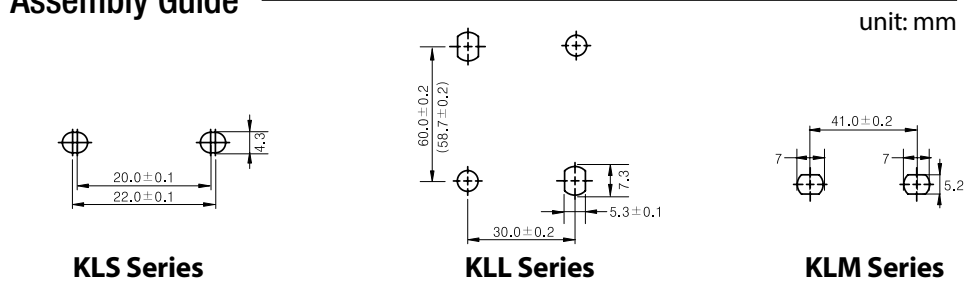 Assembly Guide
unit: mm
4.3
20.0±0.1
22.0±0.1
KLS Series
60.0±0.2
(58.7±0.2)
7.3
5.3±0.1
30.0±0.2
KLL Series
41.0±0.2
7
7
5.2
KLM Series